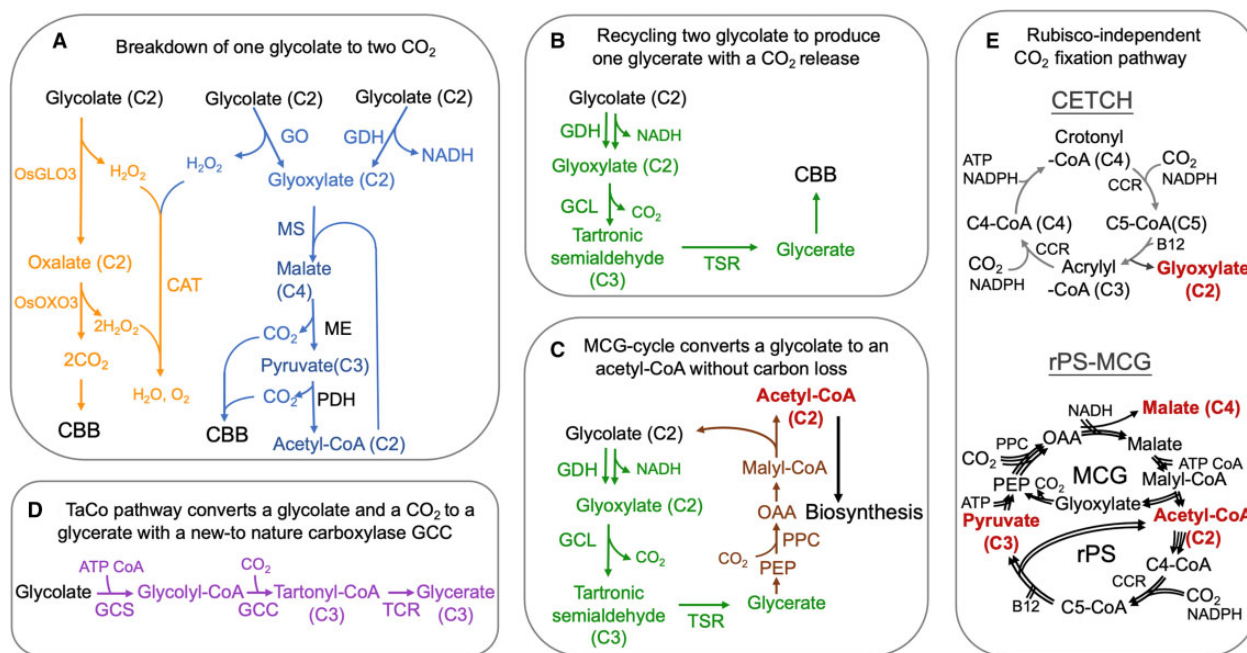 A
Breakdown of one glycolate to two CO₂
Glycolate (C2)
Glycolate (C2)
Glycolate (C2)
GO
GDH
H₂O₂
NADH
OsGLO3
H₂O₂
Glyoxylate (C2)
MS
Oxalate (C2)
Malate
(C4)
CAT
OsOXO3
2H₂O₂
CO₂
ME
2CO₂
Pyruvate(C3)
H₂O, O₂
CO₂
PDH
CBB
CBB
Acetyl-CoA (C2)
B
Recycling two glycolate to produce
one glycerate with a CO₂ release
Glycolate (C2)
GDH
NADH
Glyoxylate (C2)
CBB
GCL
CO₂
Tartronic
semialdehyde
(C3)
TSR
Glycerate
C
MCG-cycle converts a glycolate to an
acetyl-CoA without carbon loss
Acetyl-CoA
(C2)
Glycolate (C2)
GDH
NADH
Malyl-CoA
Glyoxylate (C2)
OAA
Biosynthesis
GCL
CO₂
CO₂
PPC
PEP
Tartronic
semialdehyde
(C3)
TSR
Glycerate
D
TaCo pathway converts a glycolate and a CO₂ to a
glycerate with a new-to nature carboxylase GCC
ATP CoA
CO₂
Glycolate
Glycolyl-CoA
Tartonyl-CoA
(C3)
Glycerate
(C3)
GCS
GCC
TCR
E
Rubisco-independent
CO₂ fixation pathway
CETCH
Crotonyl
-CoA (C4)
ATP
NADPH
CO₂
NADPH
CCR
C4-CoA (C4)
C5-CoA(C5)
B12
CCR
CO₂
NADPH
Acrylyl
-CoA (C3)
Glyoxylate
(C2)
rPS-MCG
NADH
Malate (C4)
OAA
PPC
Malate
CO₂
ATP CoA
MCG
Malyl-CoA
PEP
CO₂
Glyoxylate
ATP
Pyruvate
(C3)
Acetyl-CoA
(C2)
rPS
C4-CoA
CCR
B12
C5-CoA
CO₂
NADPH